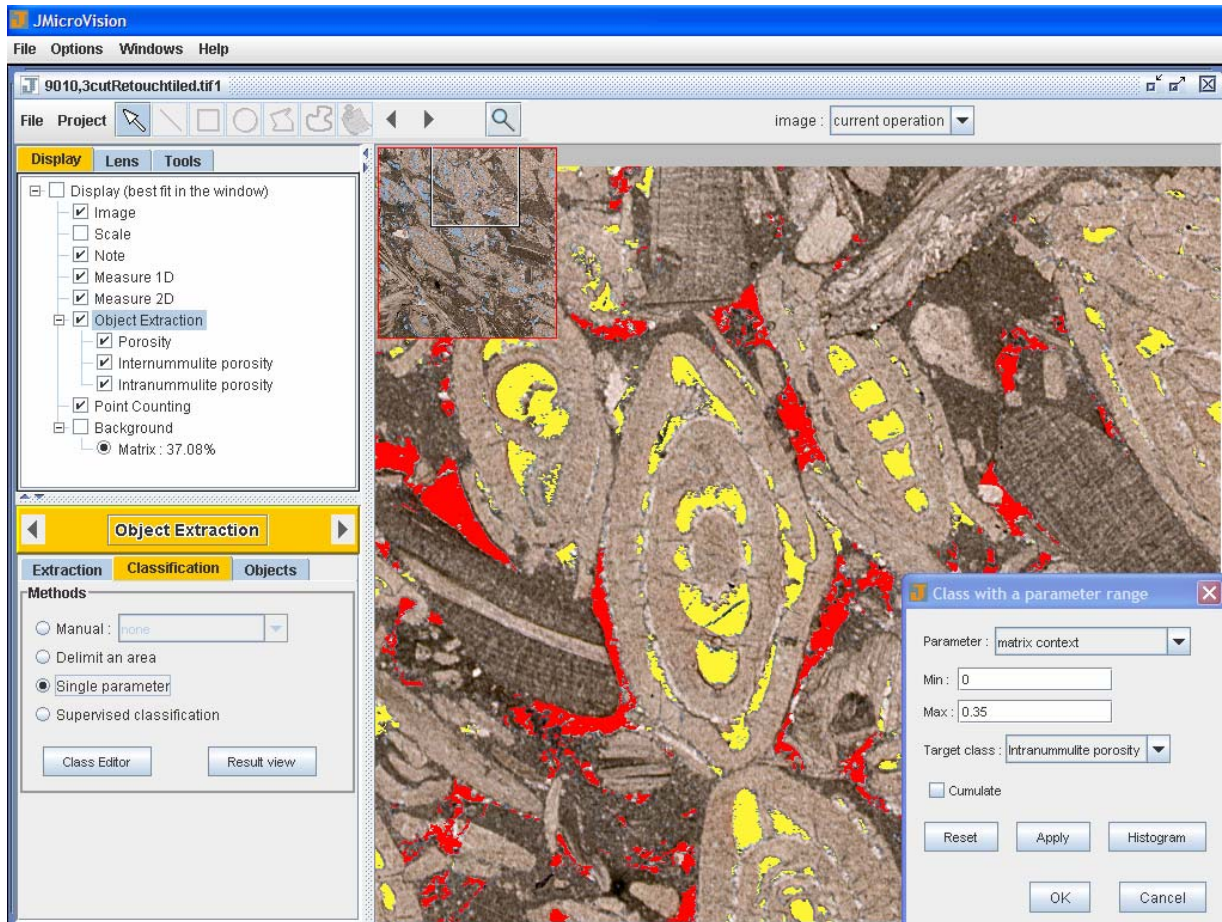 JMicroVision
File Options Windows Help
9010,3cutRetouchtiled.tif1
File Project image : current operation
Display Lens Tools
Display (best fit in the window)
Image
Scale
Note
Measure 1D
Measure 2D
Object Extraction
Porosity
Internummulite porosity
Intranummulite porosity
Point Counting
Background
Matrix : 37.08%
Object Extraction
Extraction Classification Objects
Methods
Manual : none
Delimit an area
Single parameter
Supervised classification
Class Editor Result view
Class with a parameter range
Parameter : matrix context
Min : 0
Max : 0.35
Target class : Intranummulite porosity
Cumulate
Reset Apply Histogram
OK Cancel